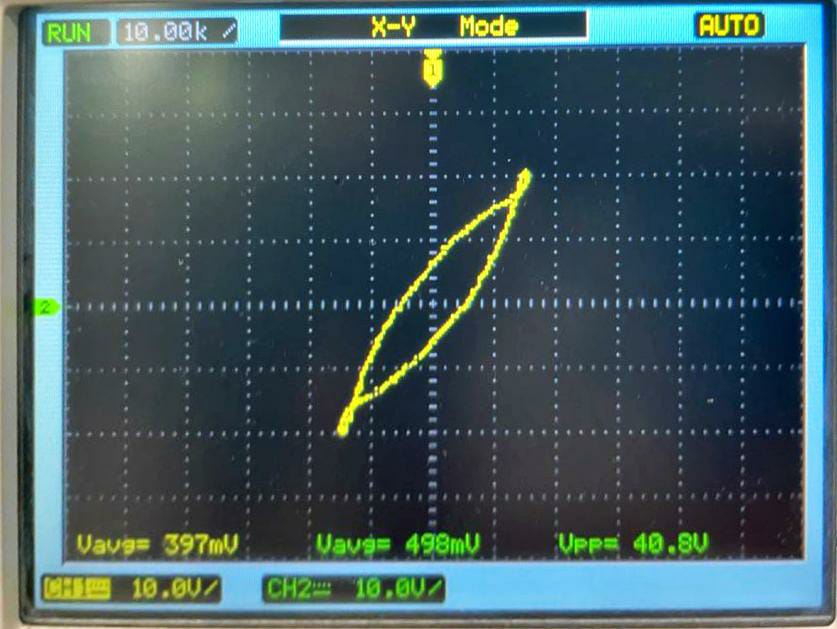 RUN 10.00k X-Y Mode AUTO
1
2
Vavg= 397mV Vavg= 498mV Vpp= 40.8V
CH1 10.0V/ CH2 10.0V/